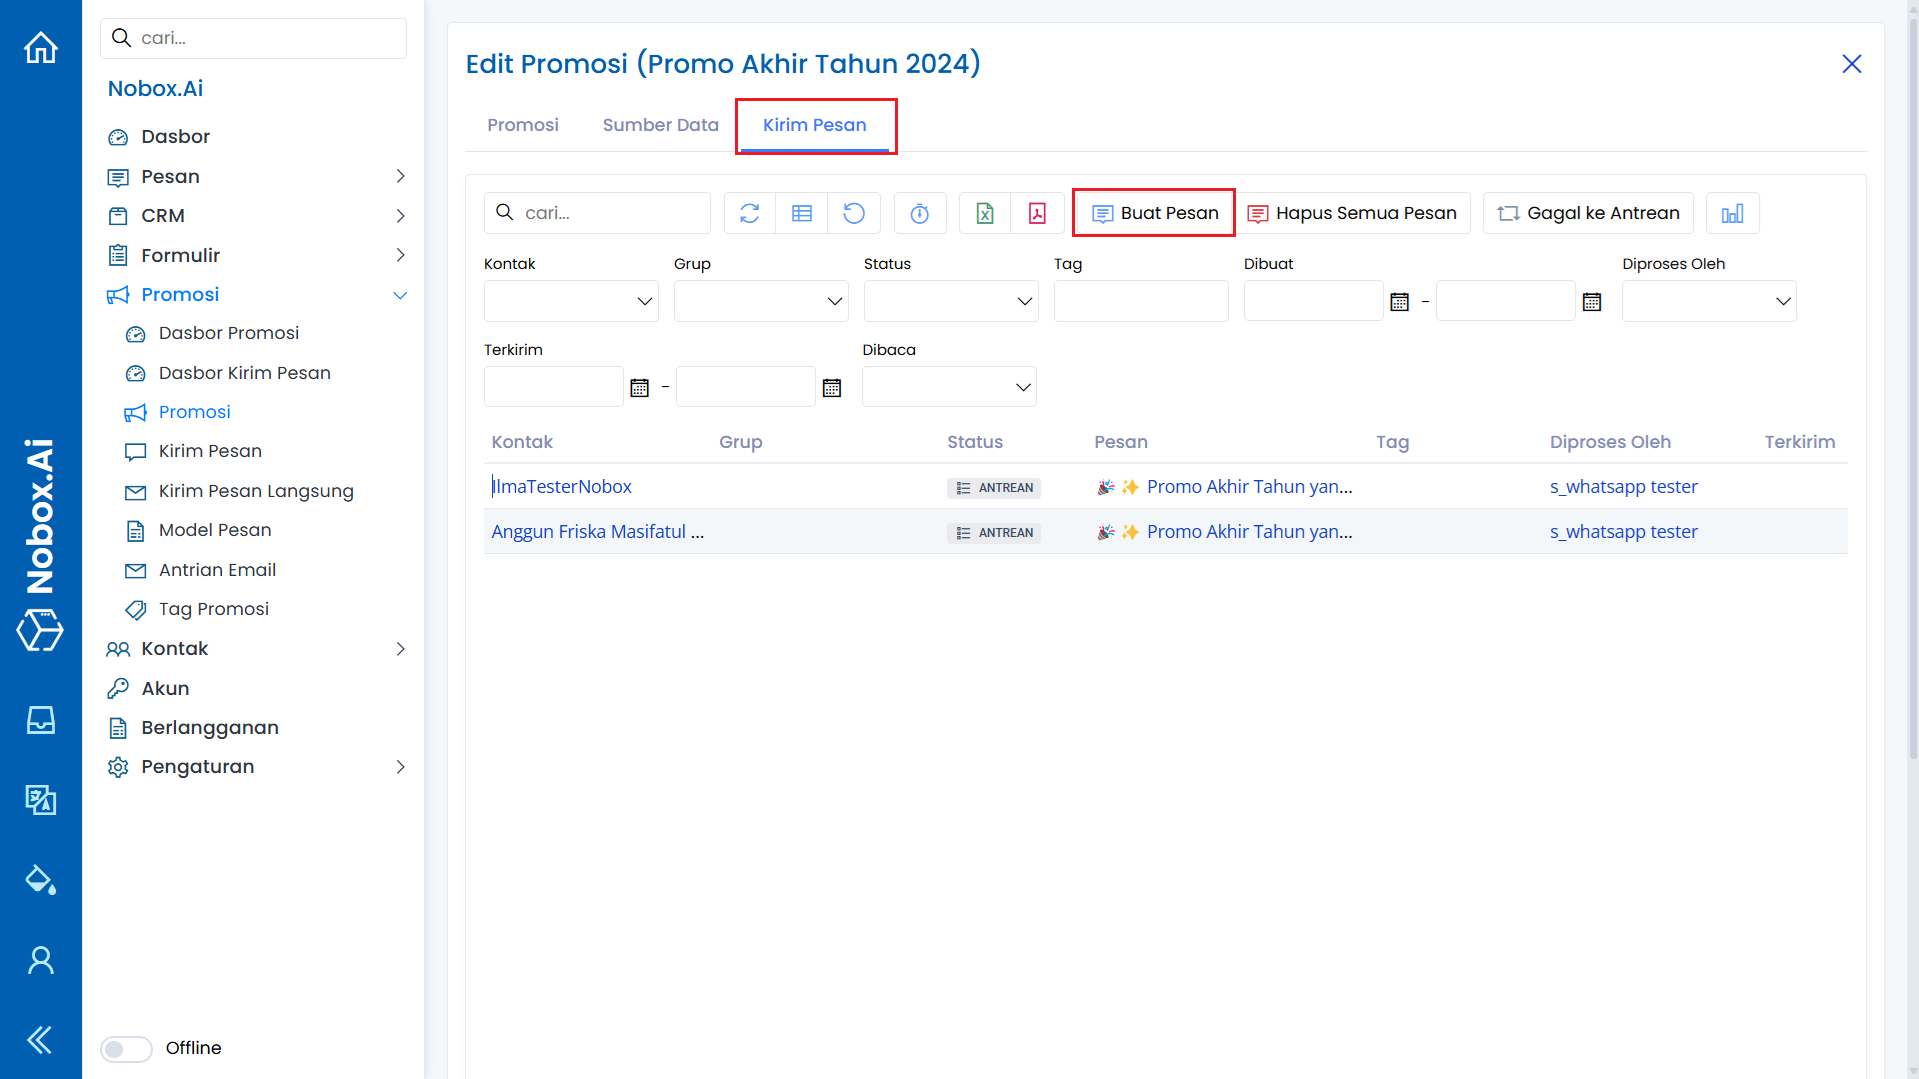 Nobox.Ai
cari...
Nobox.Ai
Dasbor
Pesan
CRM
Formulir
Promosi
Dasbor Promosi
Dasbor Kirim Pesan
Promosi
Kirim Pesan
Kirim Pesan Langsung
Model Pesan
Antrian Email
Tag Promosi
Kontak
Akun
Berlangganan
Pengaturan
Offline
Edit Promosi (Promo Akhir Tahun 2024)
Promosi Sumber Data Kirim Pesan
cari... Buat Pesan Hapus Semua Pesan Gagal ke Antrean
Kontak Grup Status Tag Dibuat Diproses Oleh
-
Terkirim Dibaca
-
Kontak Grup Status Pesan Tag Diproses Oleh Terkirim
IlmaTesterNobox ANTREAN 🎉 ✨ Promo Akhir Tahun yan... s_whatsapp tester
Anggun Friska Masifatul ... ANTREAN 🎉 ✨ Promo Akhir Tahun yan... s_whatsapp tester